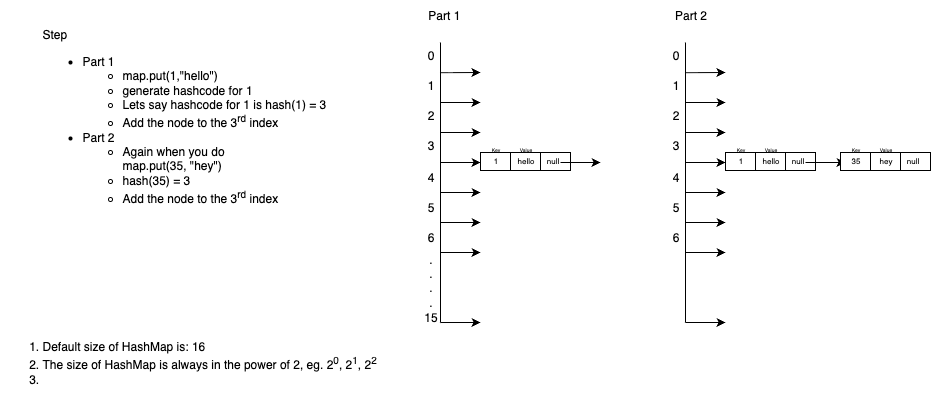 Step
• Part 1
o map.put(1,"hello")
o generate hashcode for 1
o Lets say hashcode for 1 is hash(1) = 3
o Add the node to the 3rd index
• Part 2
o Again when you do
map.put(35, "hey")
o hash(35) = 3
o Add the node to the 3rd index
1. Default size of HashMap is: 16
2. The size of HashMap is always in the power of 2, eg. 2^0, 2^1, 2^2
3.
Part 1
0
1
2
3
Key Value
1 hello null
4
5
6
.
.
.
.
15
Part 2
0
1
2
3
Key Value Key Value
1 hello null 35 hey null
4
5
6